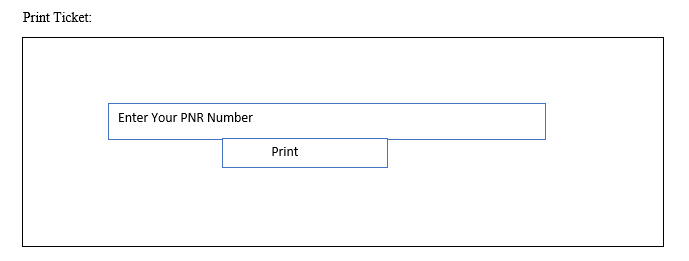 Print Ticket:
Enter Your PNR Number
Print